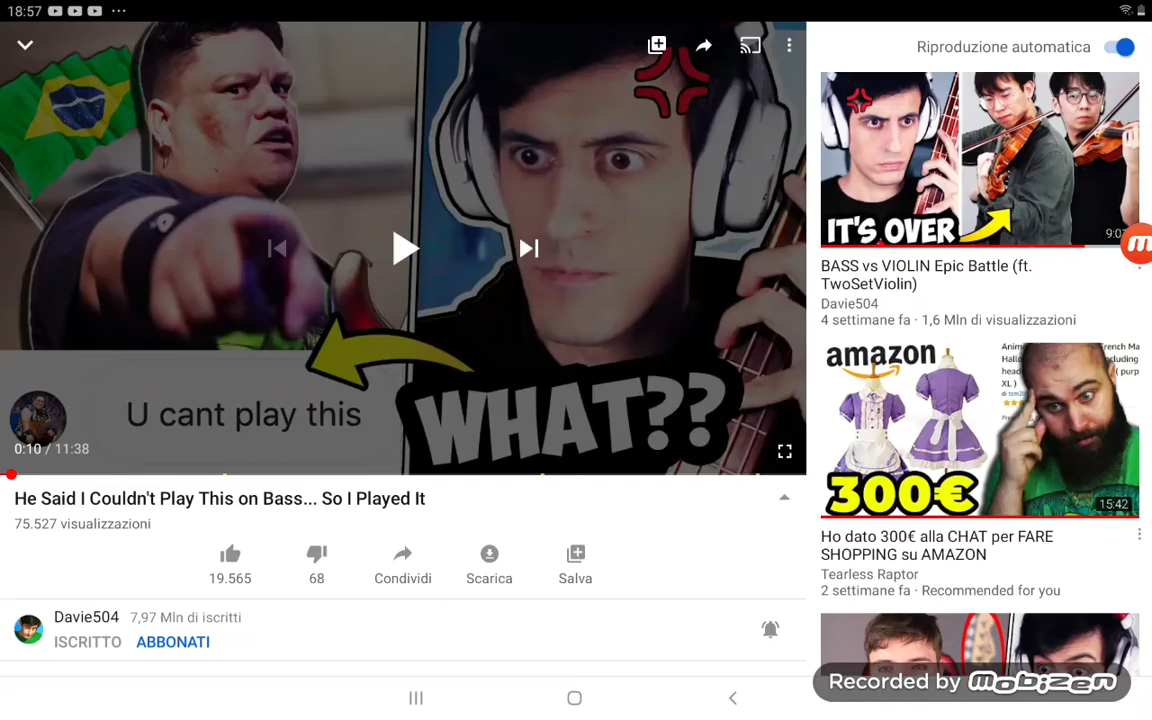 18:57
Riproduzione automatica
U cant play this
WHAT??
0:10 / 11:38
He Said I Couldn't Play This on Bass... So I Played It
75.527 visualizzazioni
19.565
68
Condividi
Scarica
Salva
Davie504 7,97 Mln di iscritti
ISCRITTO ABBONATI
IT'S OVER
BASS vs VIOLIN Epic Battle (ft.
TwoSetViolin)
Davie504
4 settimane fa · 1,6 Mln di visualizzazioni
amazon
300€
15:42
Ho dato 300€ alla CHAT per FARE
SHOPPING su AMAZON
Tearless Raptor
2 settimane fa · Recommended for you
Recorded by mobizen